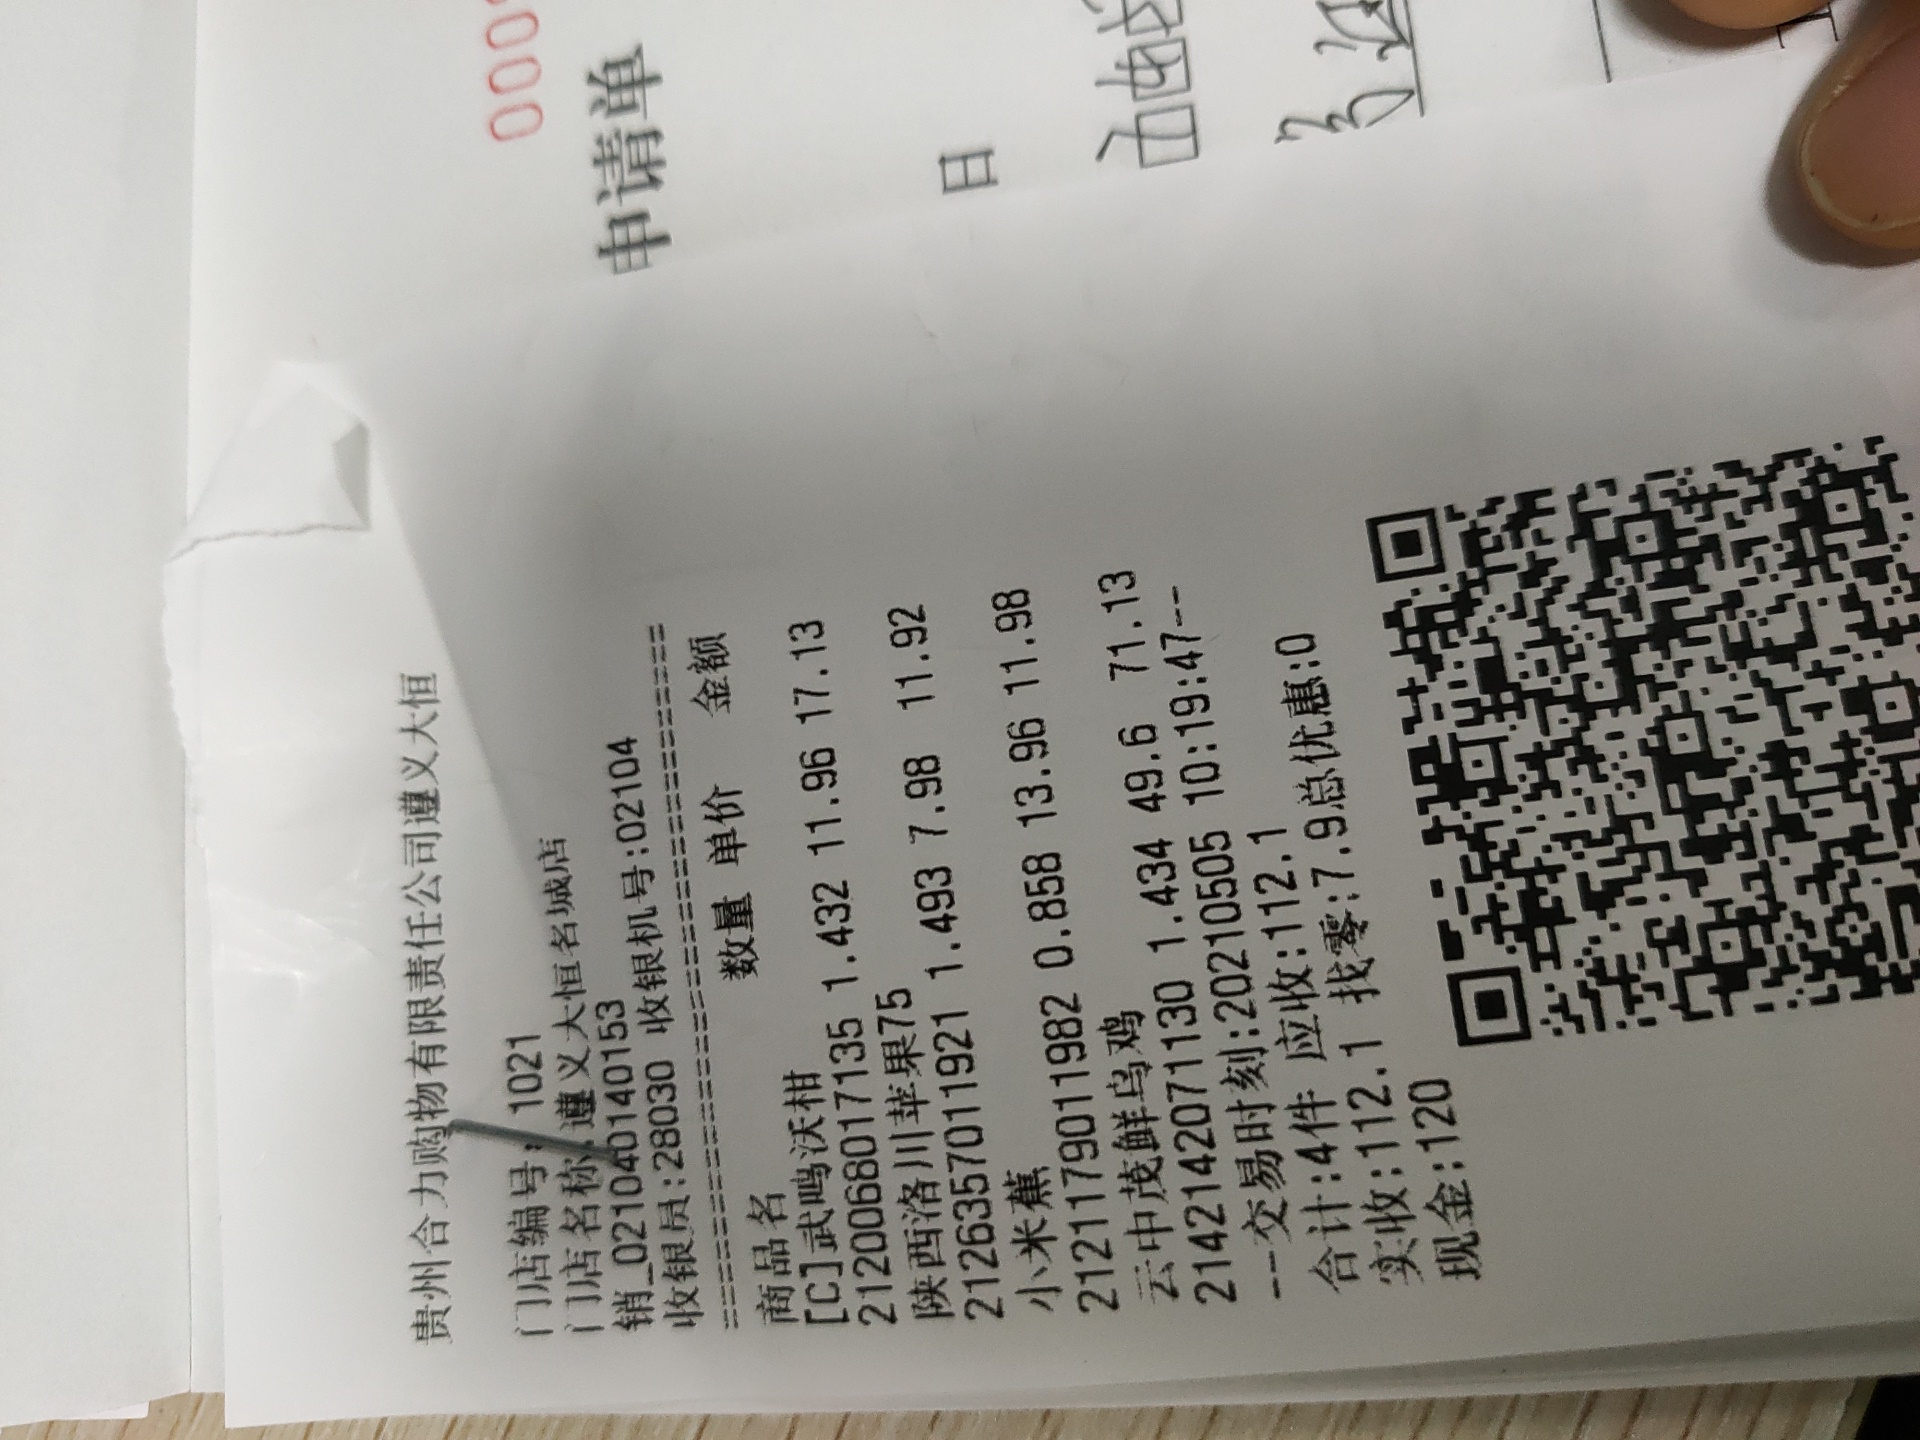 贵州合力购物有限责任公司遵义大恒
门店编号: 1021
门店名称:遵义大恒名城店
销_021040140140153
收银员:28030 收银机号:02104
商品名 数量 单价 金额
[C]武鸣沃柑
2120068017135 1.432 11.96 17.13
陕西洛川苹果75
2126357011921 1.493 7.98 11.92
小米蕉
2121179011982 0.858 13.96 11.98
云中茂鲜乌鸡
2142142071130 1.434 49.6 71.13
--交易时刻:20210505 10:19:47--
合计:4件 应收:112.1
实收:112.1 找零:7.9总优惠:0
现金:120
000
申请单
日